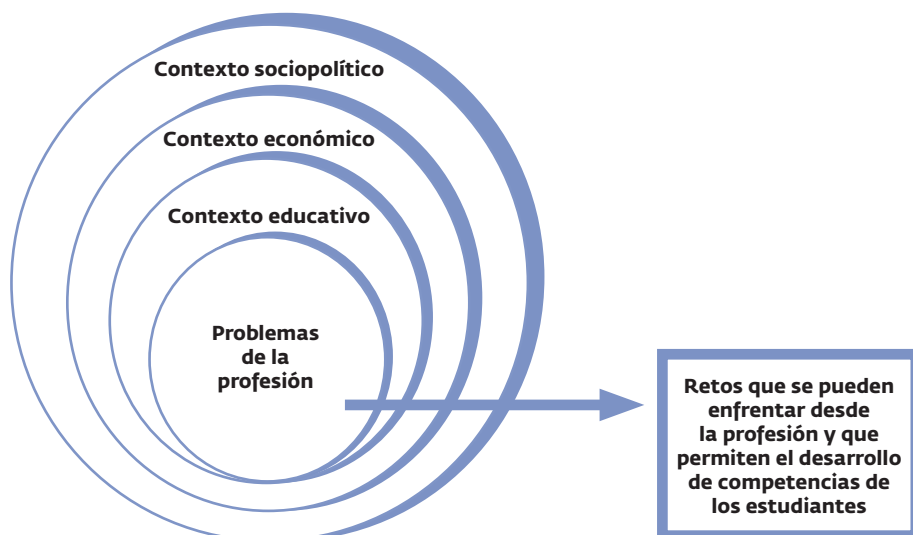 Contexto sociopolítico
Contexto económico
Contexto educativo
Problemas
de la
profesión
Retos que se pueden
enfrentar desde
la profesión y que
permiten el desarrollo
de competencias de
los estudiantes